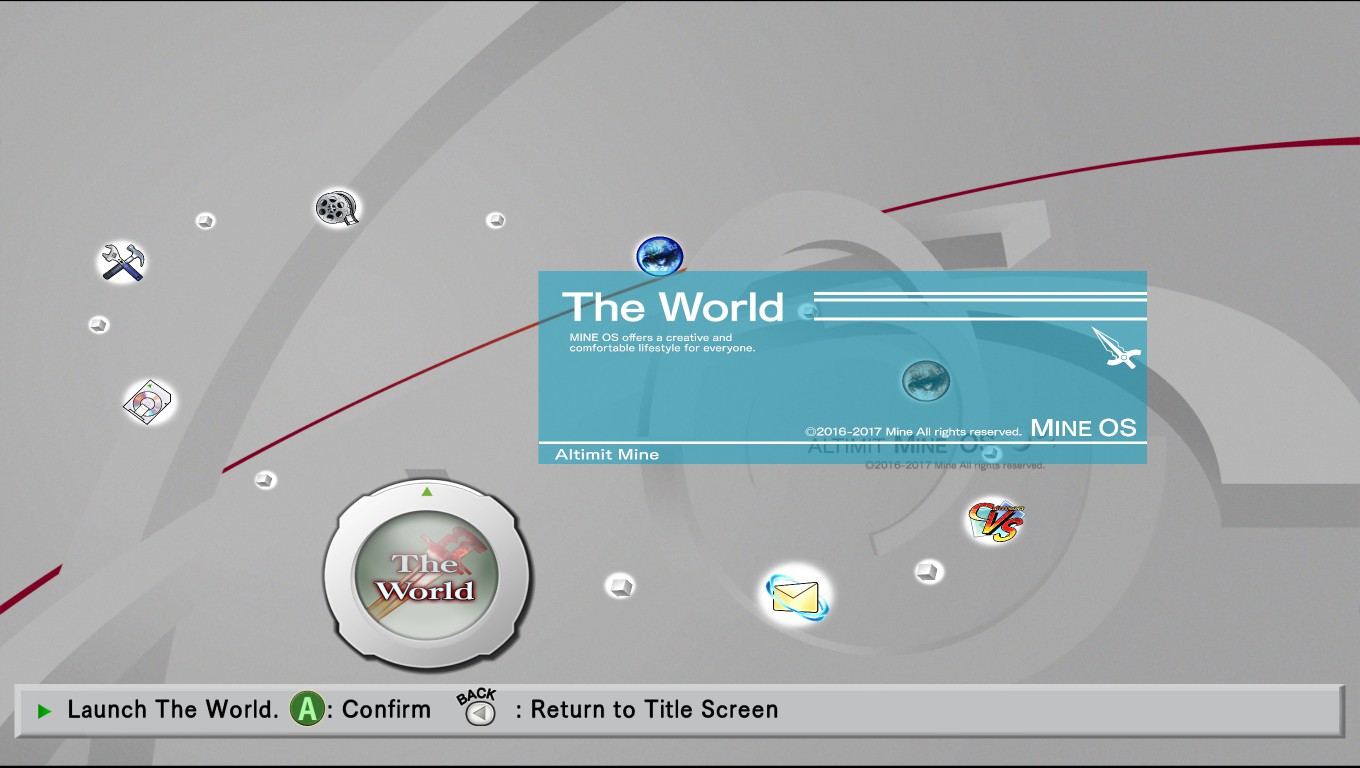 The World
MINE OS offers a creative and
comfortable lifestyle for everyone.
©2016-2017 Mine All rights reserved. MINE OS
ALTIMIT MINE OS
Altimit Mine
©2016-2017 Mine All rights reserved.
CVS
The
World
BACK
Launch The World. A : Confirm : Return to Title Screen